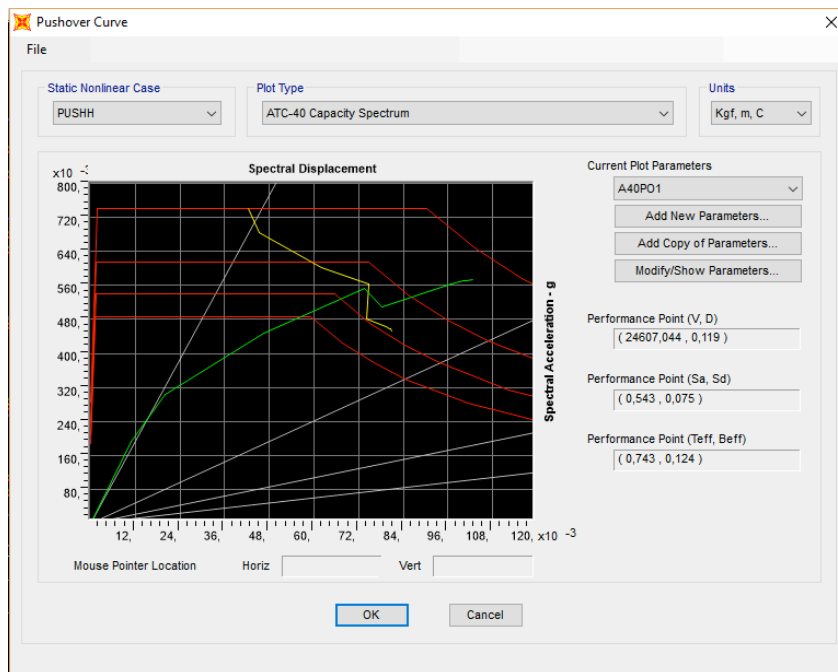 Pushover Curve
File
Static Nonlinear Case
Plot Type
Units
PUSHH
ATC-40 Capacity Spectrum
Kgf, m, C
x10 -3
Spectral Displacement
800,
720,
640,
560,
480,
400,
320,
240,
160,
80,
Spectral Acceleration - g
12, 24, 36, 48, 60, 72, 84, 96, 108, 120, x10 -3
Mouse Pointer Location
Horiz
Vert
Current Plot Parameters
A40PO1
Add New Parameters...
Add Copy of Parameters...
Modify/Show Parameters...
Performance Point (V, D)
( 24607,044 , 0,119 )
Performance Point (Sa, Sd)
( 0,543 , 0,075 )
Performance Point (Teff, Beff)
( 0,743 , 0,124 )
OK
Cancel